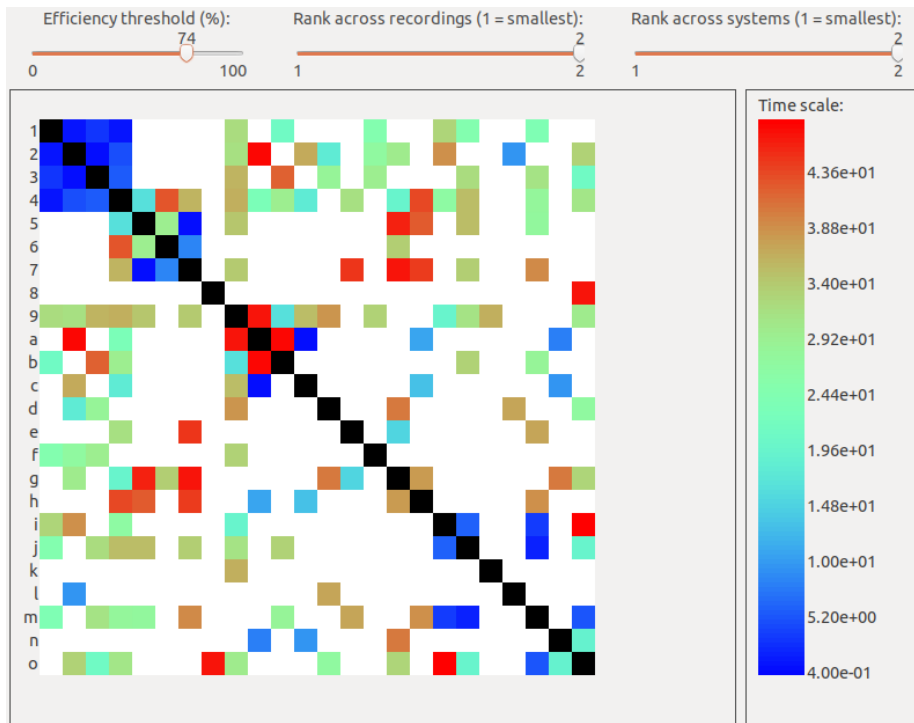 Efficiency threshold (%): Rank across recordings (1 = smallest): Rank across systems (1 = smallest):
74 2 2
0 100 1 2 1 2
Time scale:
1
2
3
4
5
6
7
8
9
a
b
c
d
e
f
g
h
i
j
k
l
m
n
o
4.36e+01
3.88e+01
3.40e+01
2.92e+01
2.44e+01
1.96e+01
1.48e+01
1.00e+01
5.20e+00
4.00e-01